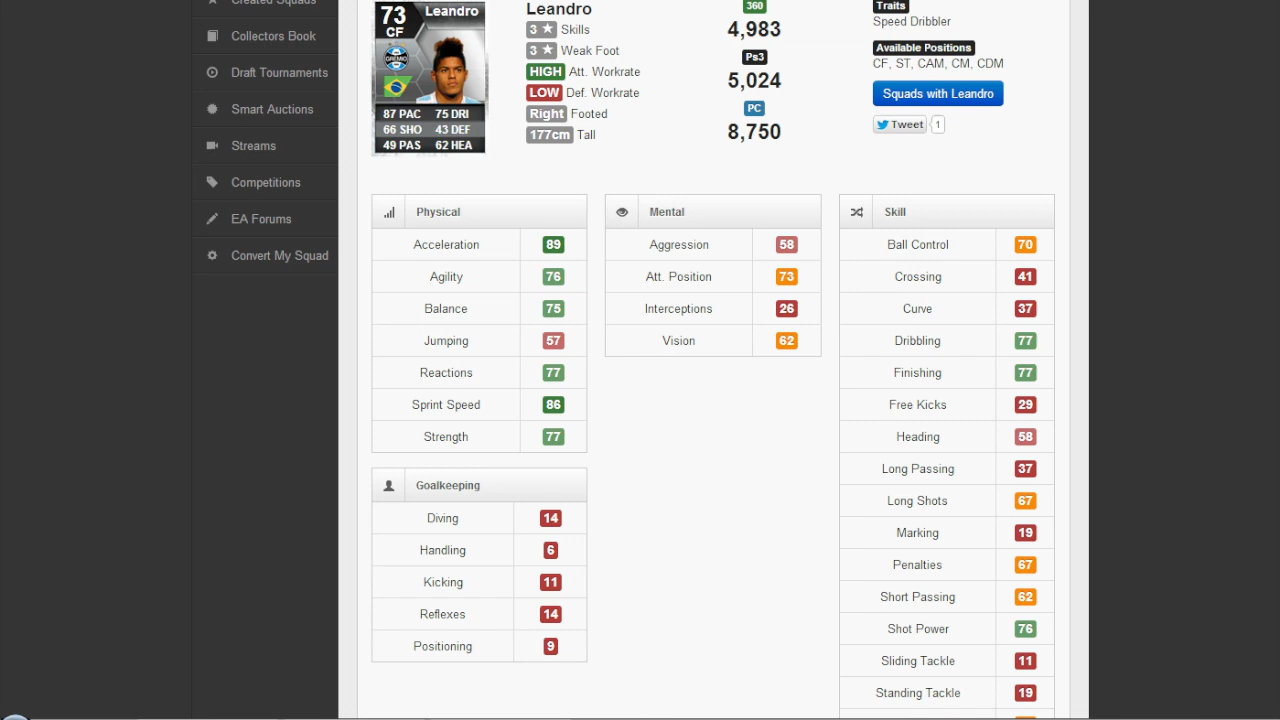 Created Squads
Collectors Book
Draft Tournaments
Smart Auctions
Streams
Competitions
EA Forums
Convert My Squad
73
CF
Leandro
GREMIO
87 PAC 75 DRI
66 SHO 43 DEF
49 PAS 62 HEA
Leandro
3 ★ Skills
3 ★ Weak Foot
HIGH Att. Workrate
LOW Def. Workrate
Right Footed
177cm Tall
360
4,983
Ps3
5,024
PC
8,750
Traits
Speed Dribbler
Available Positions
CF, ST, CAM, CM, CDM
Squads with Leandro
Tweet 1
Physical
Acceleration 89
Agility 76
Balance 75
Jumping 57
Reactions 77
Sprint Speed 86
Strength 77
Goalkeeping
Diving 14
Handling 6
Kicking 11
Reflexes 14
Positioning 9
Mental
Aggression 58
Att. Position 73
Interceptions 26
Vision 62
Skill
Ball Control 70
Crossing 41
Curve 37
Dribbling 77
Finishing 77
Free Kicks 29
Heading 58
Long Passing 37
Long Shots 67
Marking 19
Penalties 67
Short Passing 62
Shot Power 76
Sliding Tackle 11
Standing Tackle 19